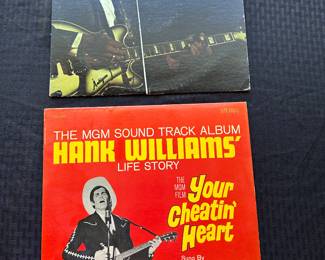 THE MGM SOUND TRACK ALBUM
HANK WILLIAMS'
LIFE STORY
THE
MGM
FILM
Your
Cheatin'
Heart
Sung By